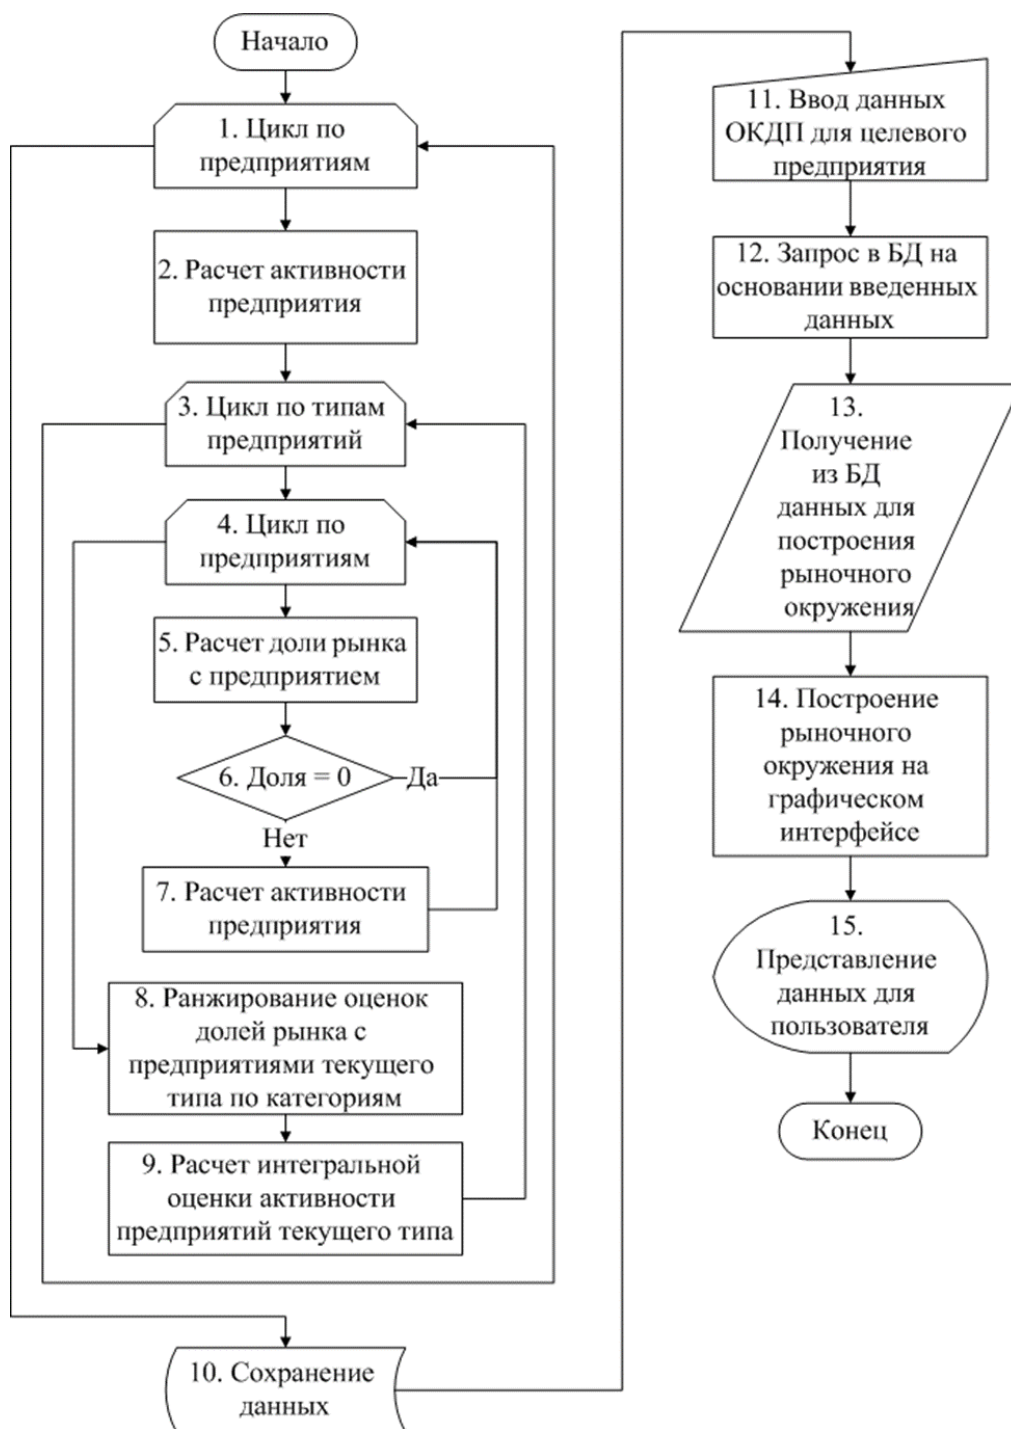 Начало
1. Цикл по
предприятиям
2. Расчет активности
предприятия
3. Цикл по типам
предприятий
4. Цикл по
предприятиям
5. Расчет доли рынка
с предприятием
6. Доля = 0
Да
Нет
7. Расчет активности
предприятия
8. Ранжирование оценок
долей рынка с
предприятиями текущего
типа по категориям
9. Расчет интегральной
оценки активности
предприятий текущего типа
10. Сохранение
данных
11. Ввод данных
ОКДП для целевого
предприятия
12. Запрос в БД на
основании введенных
данных
13.
Получение
из БД
данных для
построения
рыночного
окружения
14. Построение
рыночного
окружения на
графическом
интерфейсе
15.
Представление
данных для
пользователя
Конец